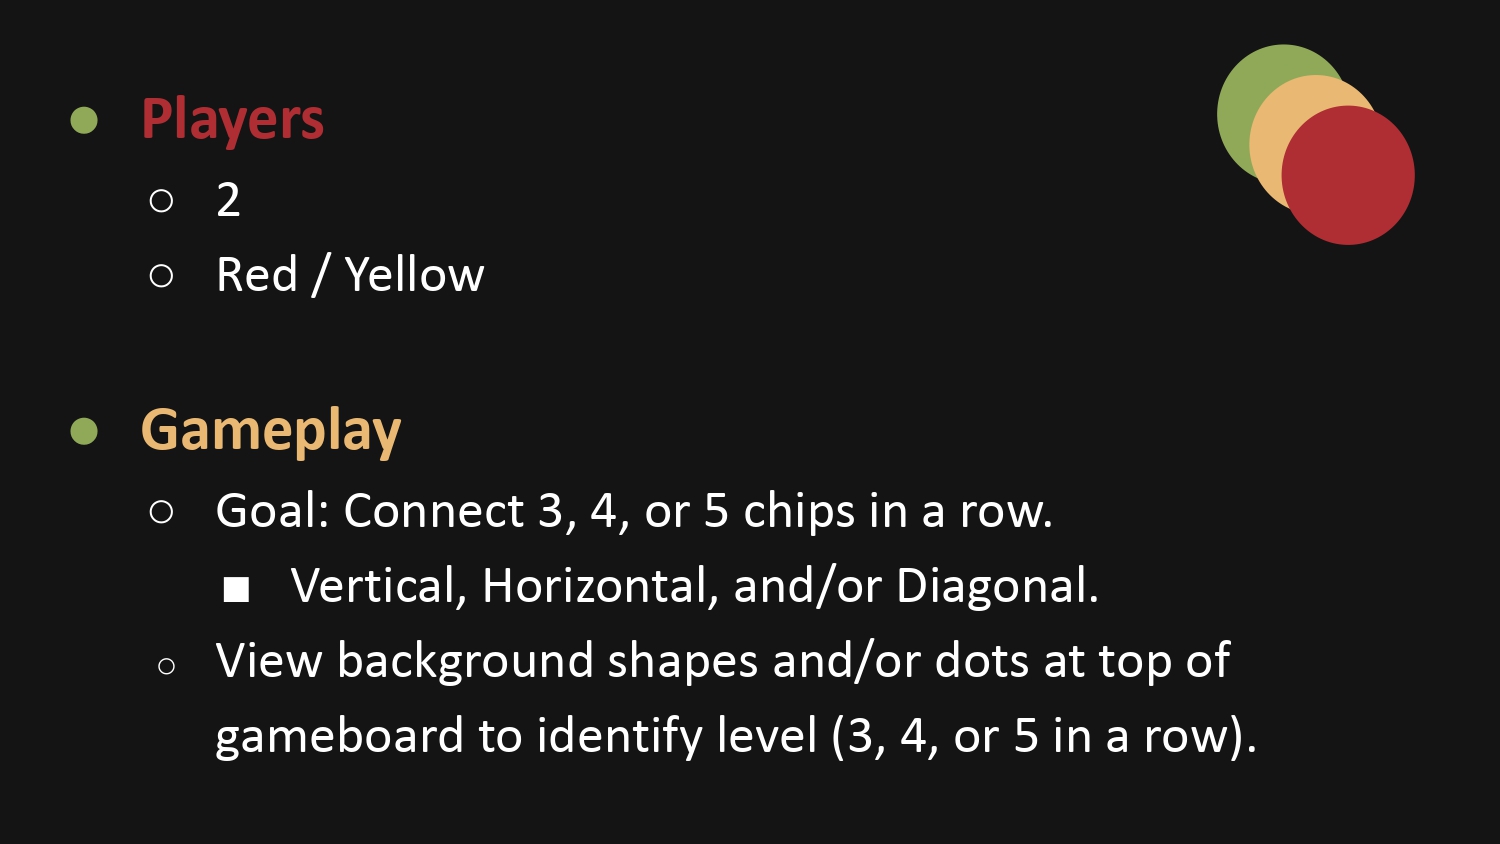 ● Players
○ 2
○ Red / Yellow
● Gameplay
○ Goal: Connect 3, 4, or 5 chips in a row.
■ Vertical, Horizontal, and/or Diagonal.
○ View background shapes and/or dots at top of
gameboard to identify level (3, 4, or 5 in a row).